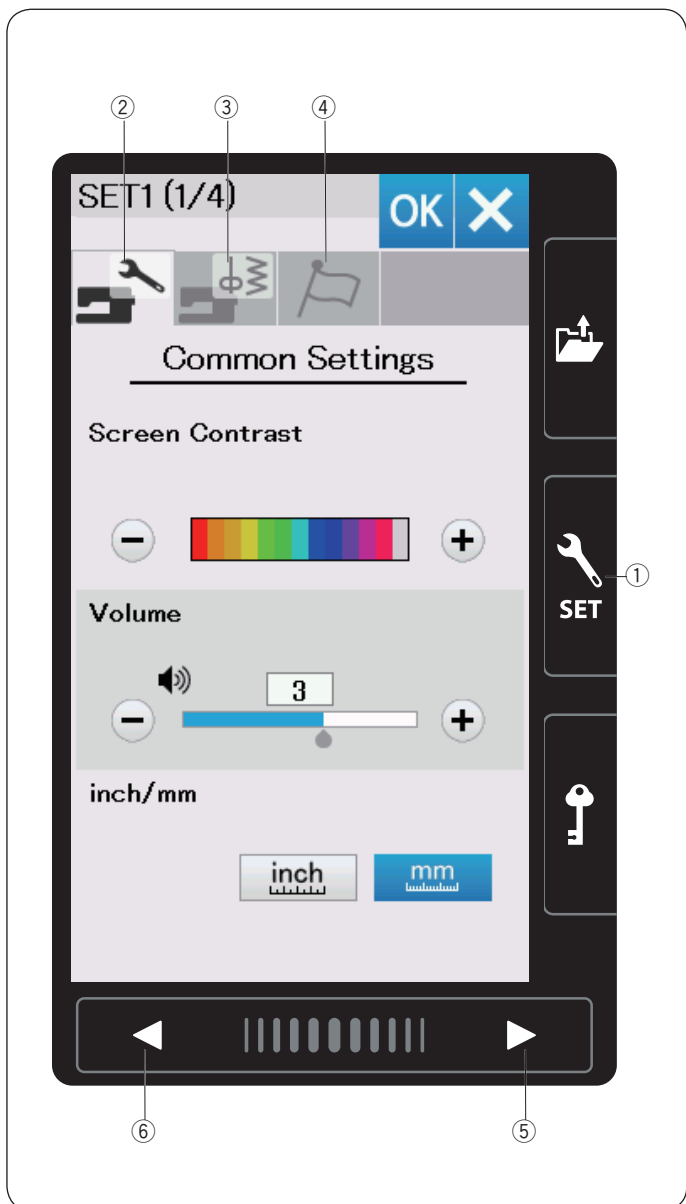 ② ③ ④
SET1 (1/4)
OK
Common Settings
Screen Contrast
①
SET
Volume
3
inch/mm
inch
mm
⑥ ⑤